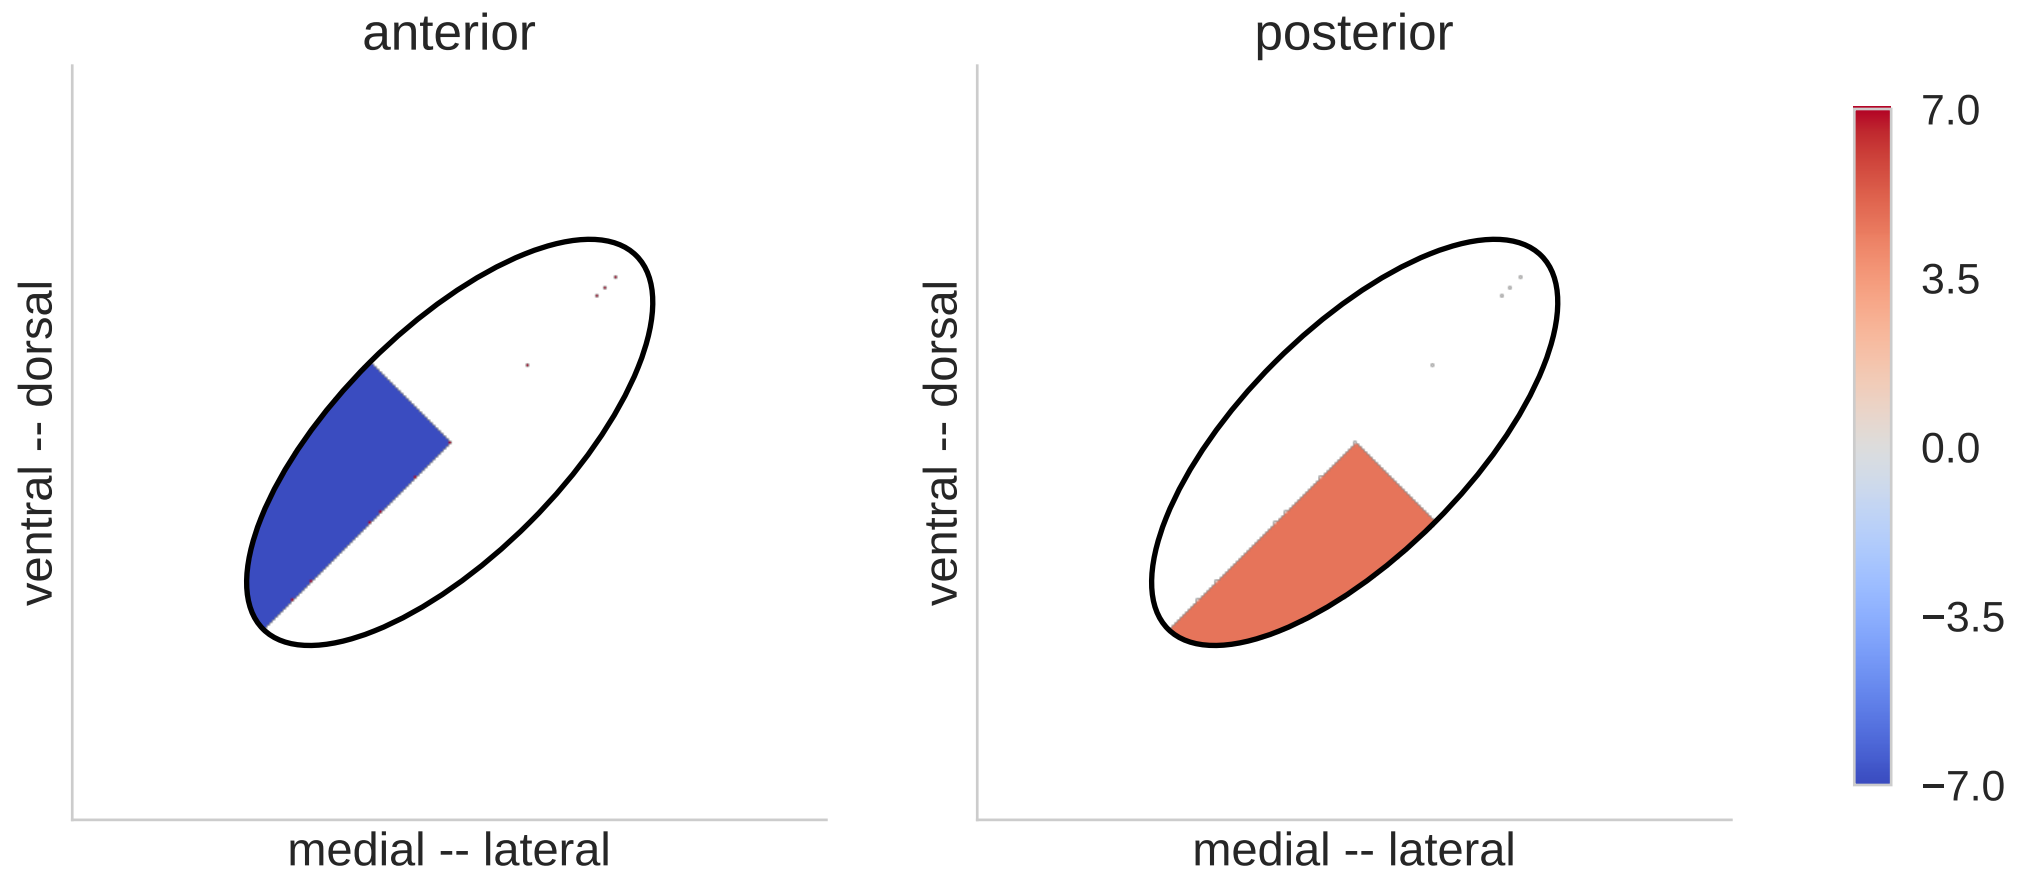 anterior
posterior
ventral -- dorsal
medial -- lateral
ventral -- dorsal
medial -- lateral
7.0
3.5
0.0
−3.5
−7.0